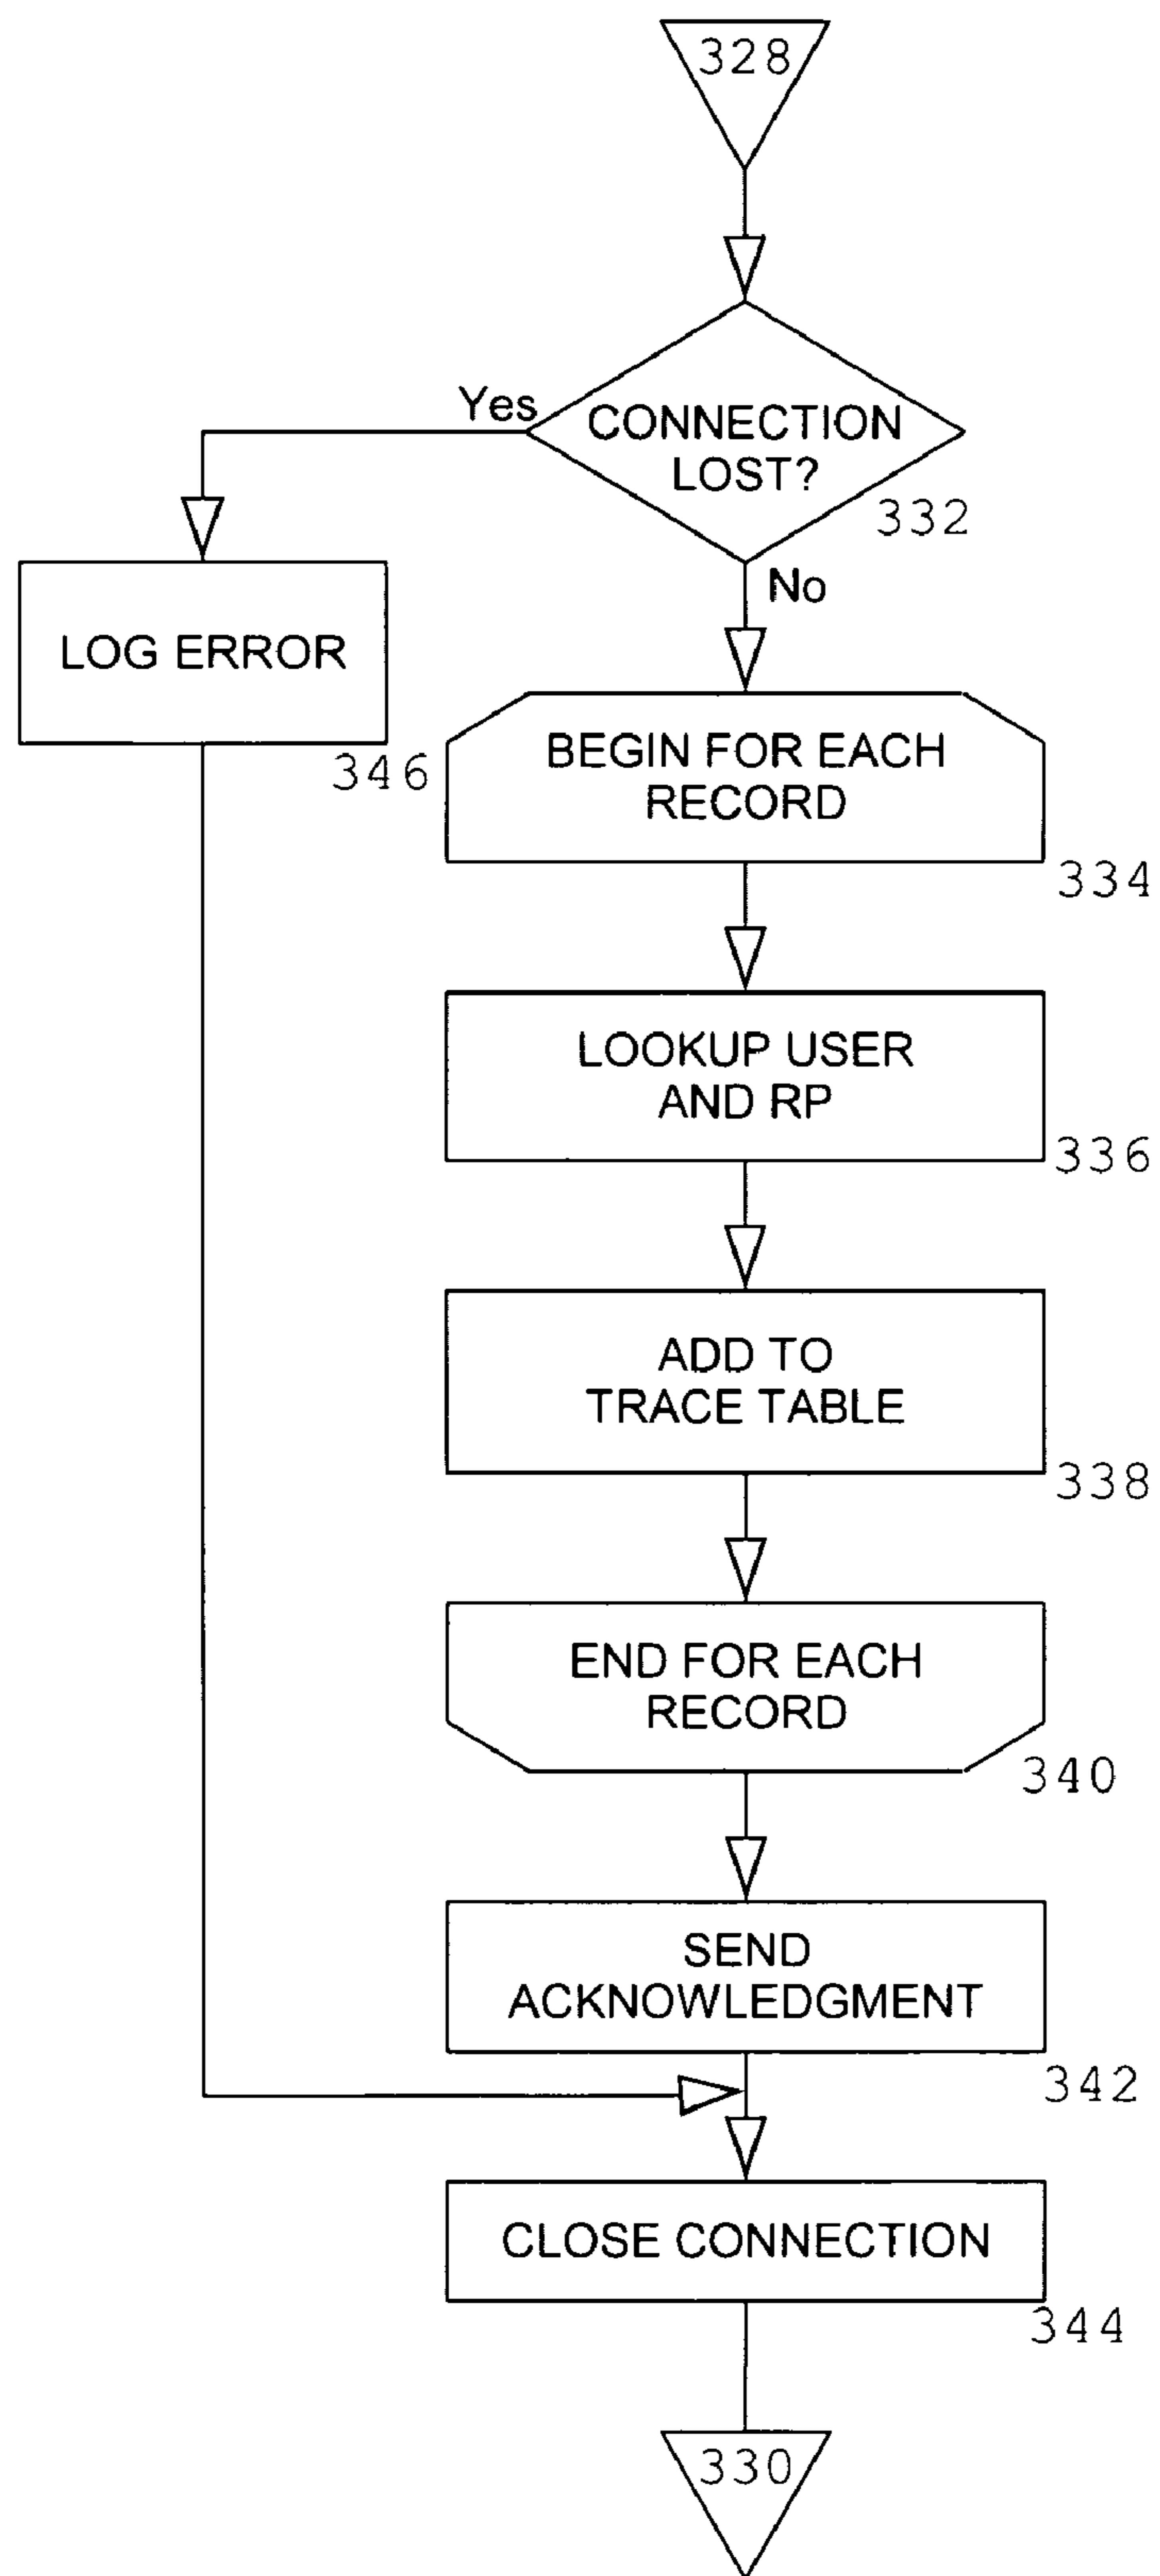 328
Yes
CONNECTION
LOST?
332
No
LOG ERROR
346
BEGIN FOR EACH
RECORD
334
LOOKUP USER
AND RP
336
ADD TO
TRACE TABLE
338
END FOR EACH
RECORD
340
SEND
ACKNOWLEDGMENT
342
CLOSE CONNECTION
344
330